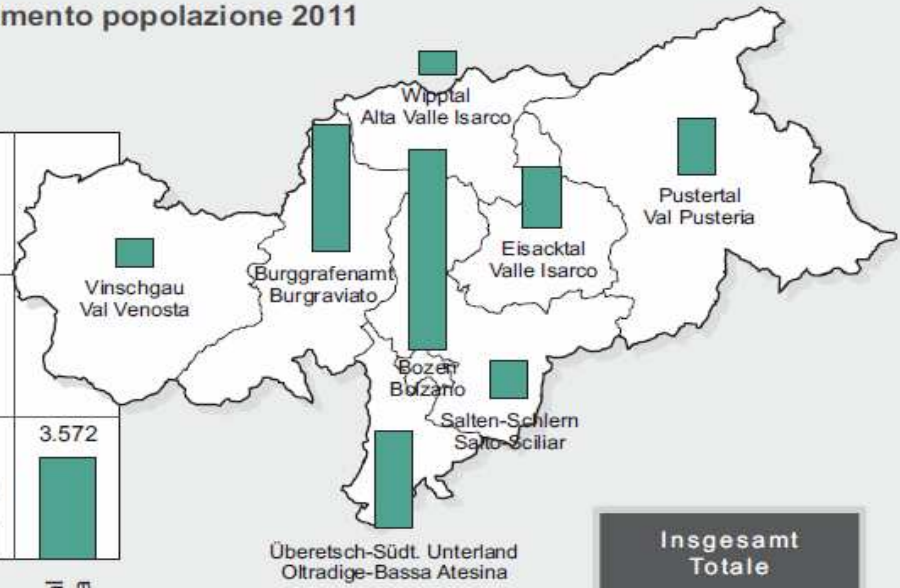 mento popolazione 2011
Wipptal
Alta Valle Isarco
Pustertal
Val Pusteria
Eisacktal
Valle Isarco
Burggrafenamt
Burgraviato
Vinschgau
Val Venosta
Bozen
Bolzano
Salten-Schlern
Salto-Sciliar
3.572
Überetsch-Südt. Unterland
Oltradige-Bassa Atesina
Insgesamt
Totale